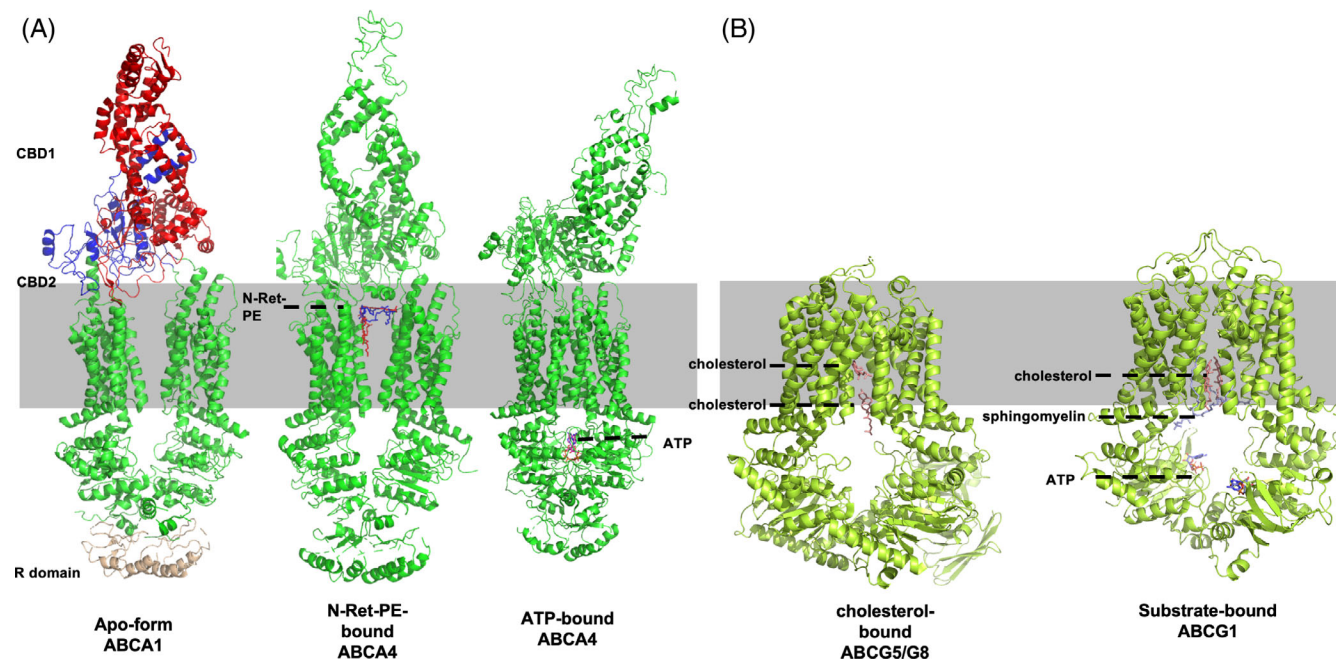 (A)
(B)
CBD1
CBD2
R domain
N-Ret-
PE
ATP
cholesterol
cholesterol
cholesterol
sphingomyelin
ATP
Apo-form
ABCA1
N-Ret-PE-
bound
ABCA4
ATP-bound
ABCA4
cholesterol-
bound
ABCG5/G8
Substrate-bound
ABCG1